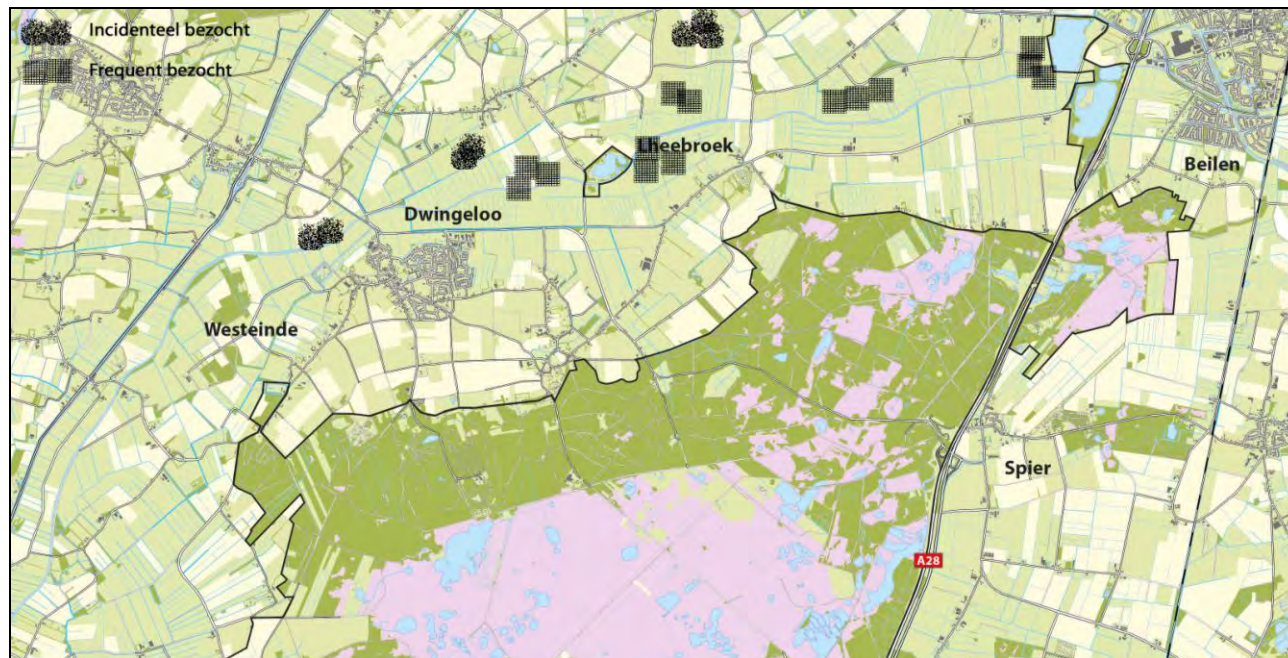 Incidenteel bezocht
Frequent bezocht
Lheebroek
Beilen
Dwingeloo
Westeinde
Spier
A28